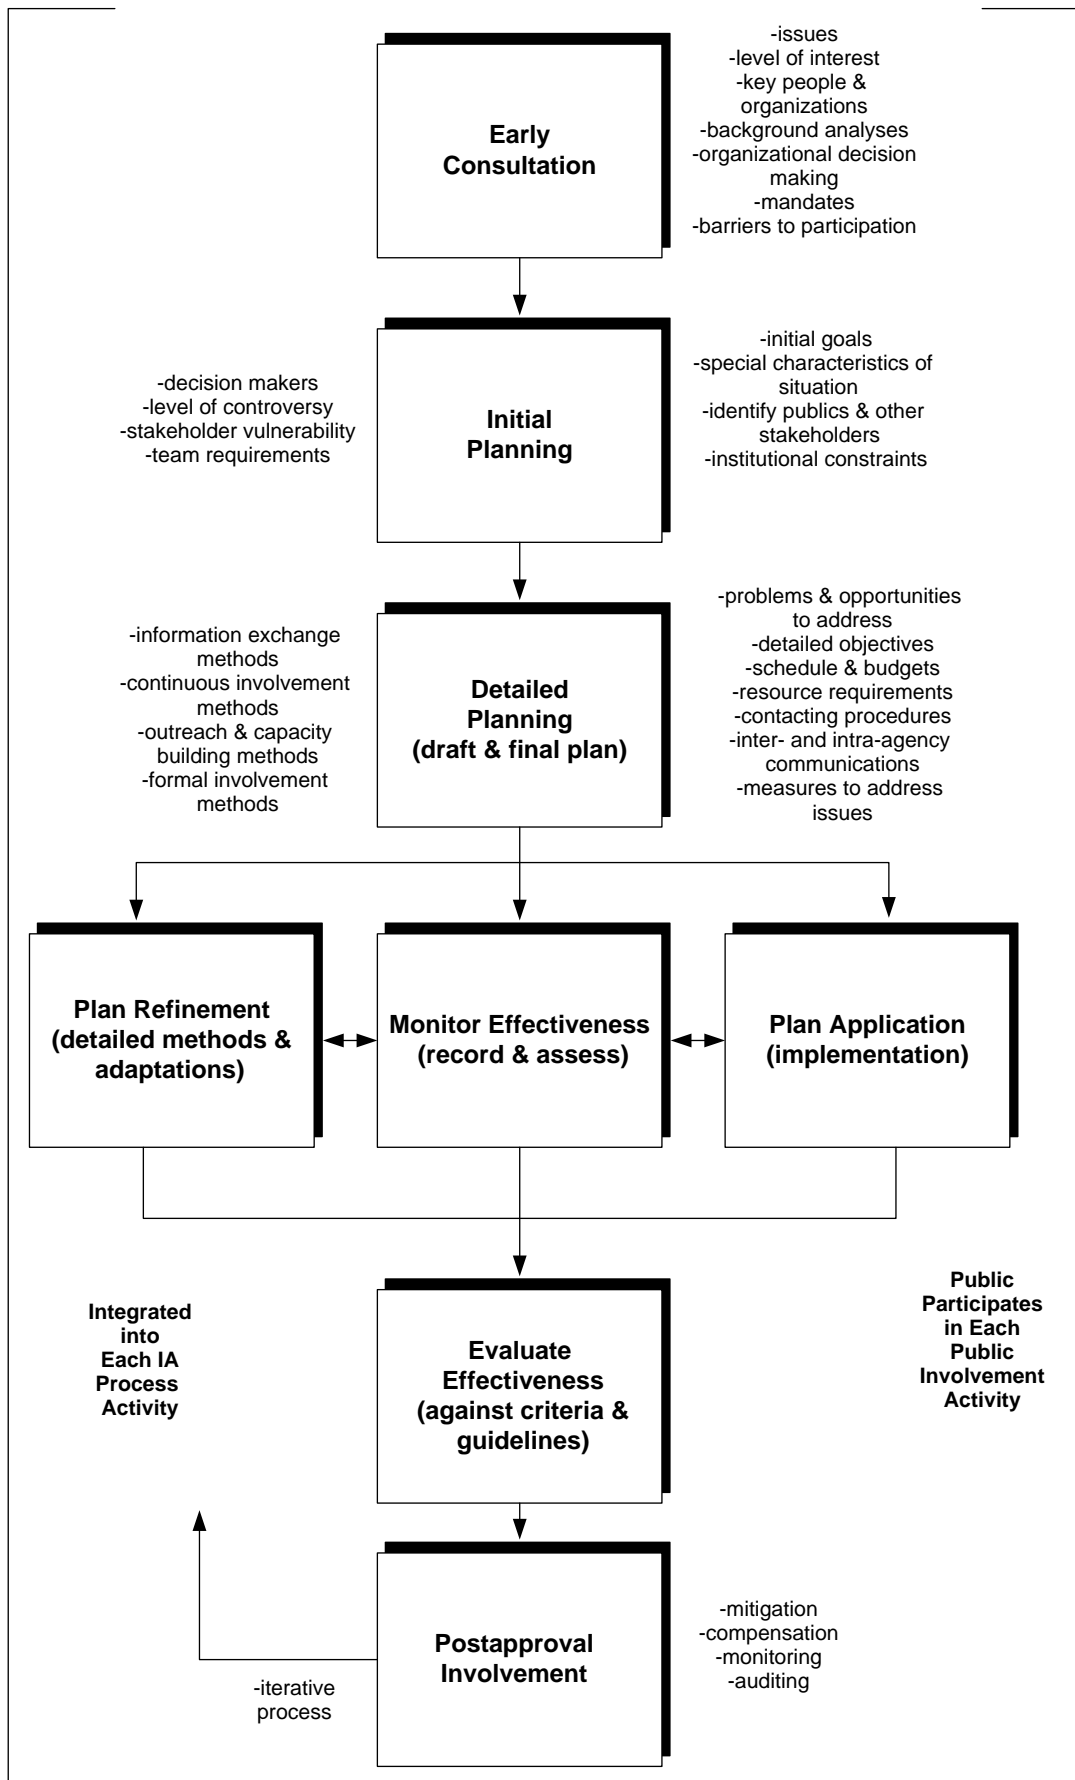 Early
Consultation
-issues
-level of interest
-key people &
organizations
-background analyses
-organizational decision
making
-mandates
-barriers to participation
-decision makers
-level of controversy
-stakeholder vulnerability
-team requirements
Initial
Planning
-initial goals
-special characteristics of
situation
-identify publics & other
stakeholders
-institutional constraints
-information exchange
methods
-continuous involvement
methods
-outreach & capacity
building methods
-formal involvement
methods
Detailed
Planning
(draft & final plan)
-problems & opportunities
to address
-detailed objectives
-schedule & budgets
-resource requirements
-contacting procedures
-inter- and intra-agency
communications
-measures to address
issues
Plan Refinement
(detailed methods &
adaptations)
Monitor Effectiveness
(record & assess)
Plan Application
(implementation)
Integrated
into
Each IA
Process
Activity
Evaluate
Effectiveness
(against criteria &
guidelines)
Public
Participates
in Each
Public
Involvement
Activity
-iterative
process
Postapproval
Involvement
-mitigation
-compensation
-monitoring
-auditing